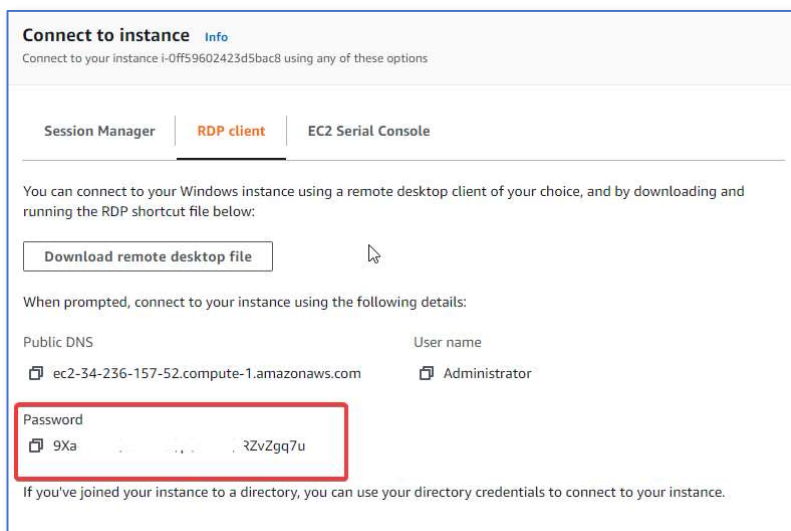 Connect to instance Info
Connect to your instance i-0ff59602423d5bac8 using any of these options
Session Manager RDP client EC2 Serial Console
You can connect to your Windows instance using a remote desktop client of your choice, and by downloading and
running the RDP shortcut file below:
Download remote desktop file
When prompted, connect to your instance using the following details:
Public DNS User name
ec2-34-236-157-52.compute-1.amazonaws.com Administrator
Password
9Xa RZvZgq7u
If you've joined your instance to a directory, you can use your directory credentials to connect to your instance.